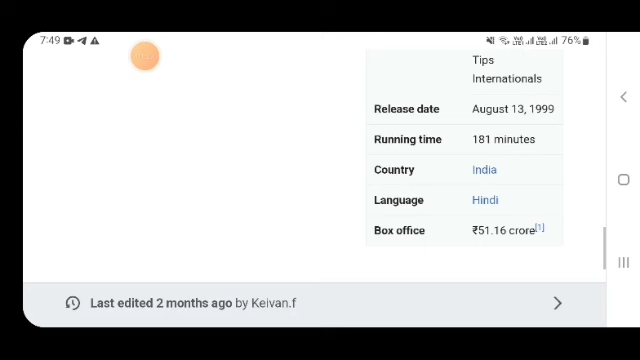 7:49 76%
Tips
Internationals
Release date August 13, 1999
Running time 181 minutes
Country India
Language Hindi
Box office ₹51.16 crore[1]
Last edited 2 months ago by Keivan.f